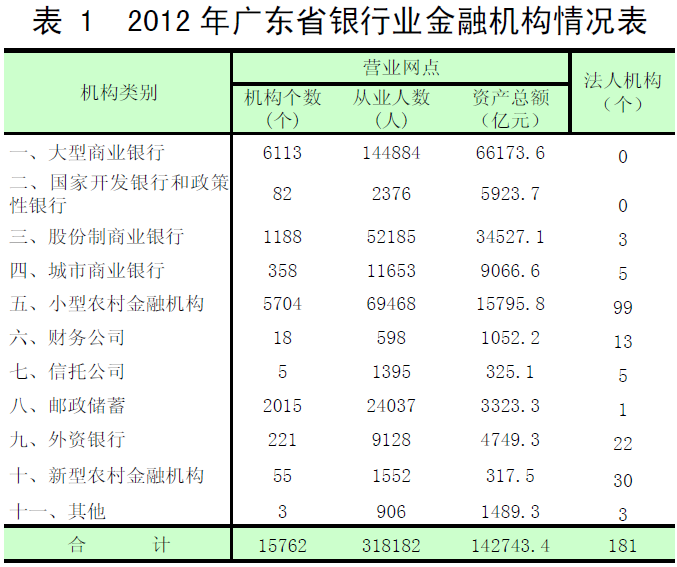 表 1 2012 年广东省银行业金融机构情况表
机构类别 营业网点 法人机构（个）
机构个数(个) 从业人数(人) 资产总额（亿元）
一、大型商业银行 6113 144884 66173.6 0
二、国家开发银行和政策性银行 82 2376 5923.7 0
三、股份制商业银行 1188 52185 34527.1 3
四、城市商业银行 358 11653 9066.6 5
五、小型农村金融机构 5704 69468 15795.8 99
六、财务公司 18 598 1052.2 13
七、信托公司 5 1395 325.1 5
八、邮政储蓄 2015 24037 3323.3 1
九、外资银行 221 9128 4749.3 22
十、新型农村金融机构 55 1552 317.5 30
十一、其他 3 906 1489.3 3
合 计 15762 318182 142743.4 181